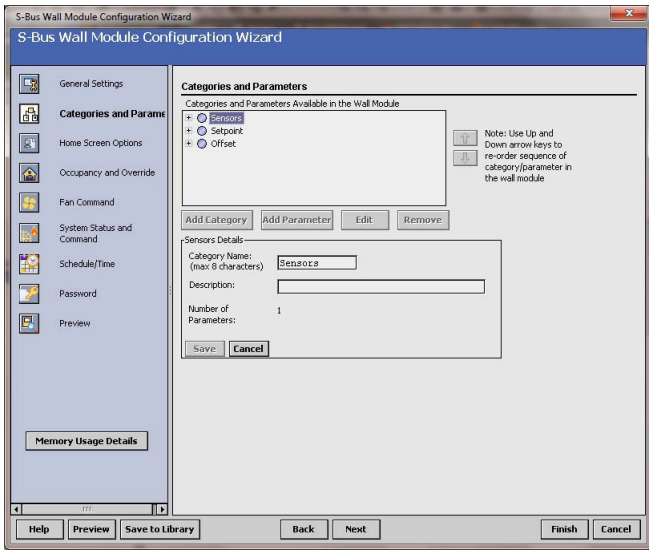 S-Bus Wall Module Configuration Wizard
S-Bus Wall Module Configuration Wizard
General Settings
Categories and Parame
Home Screen Options
Occupancy and Override
Fan Command
System Status and
Command
Schedule/Time
Password
Preview
Memory Usage Details
Categories and Parameters
Categories and Parameters Available in the Wall Module
Sensors
Setpoint
Offset
Note: Use Up and
Down arrow keys to
re-order sequence of
category/parameter in
the wall module
Add Category
Add Parameter
Edit
Remove
Sensors Details
Category Name:
(max 8 characters)
Sensors
Description:
Number of
Parameters:
1
Save
Cancel
Help
Preview
Save to Library
Back
Next
Finish
Cancel